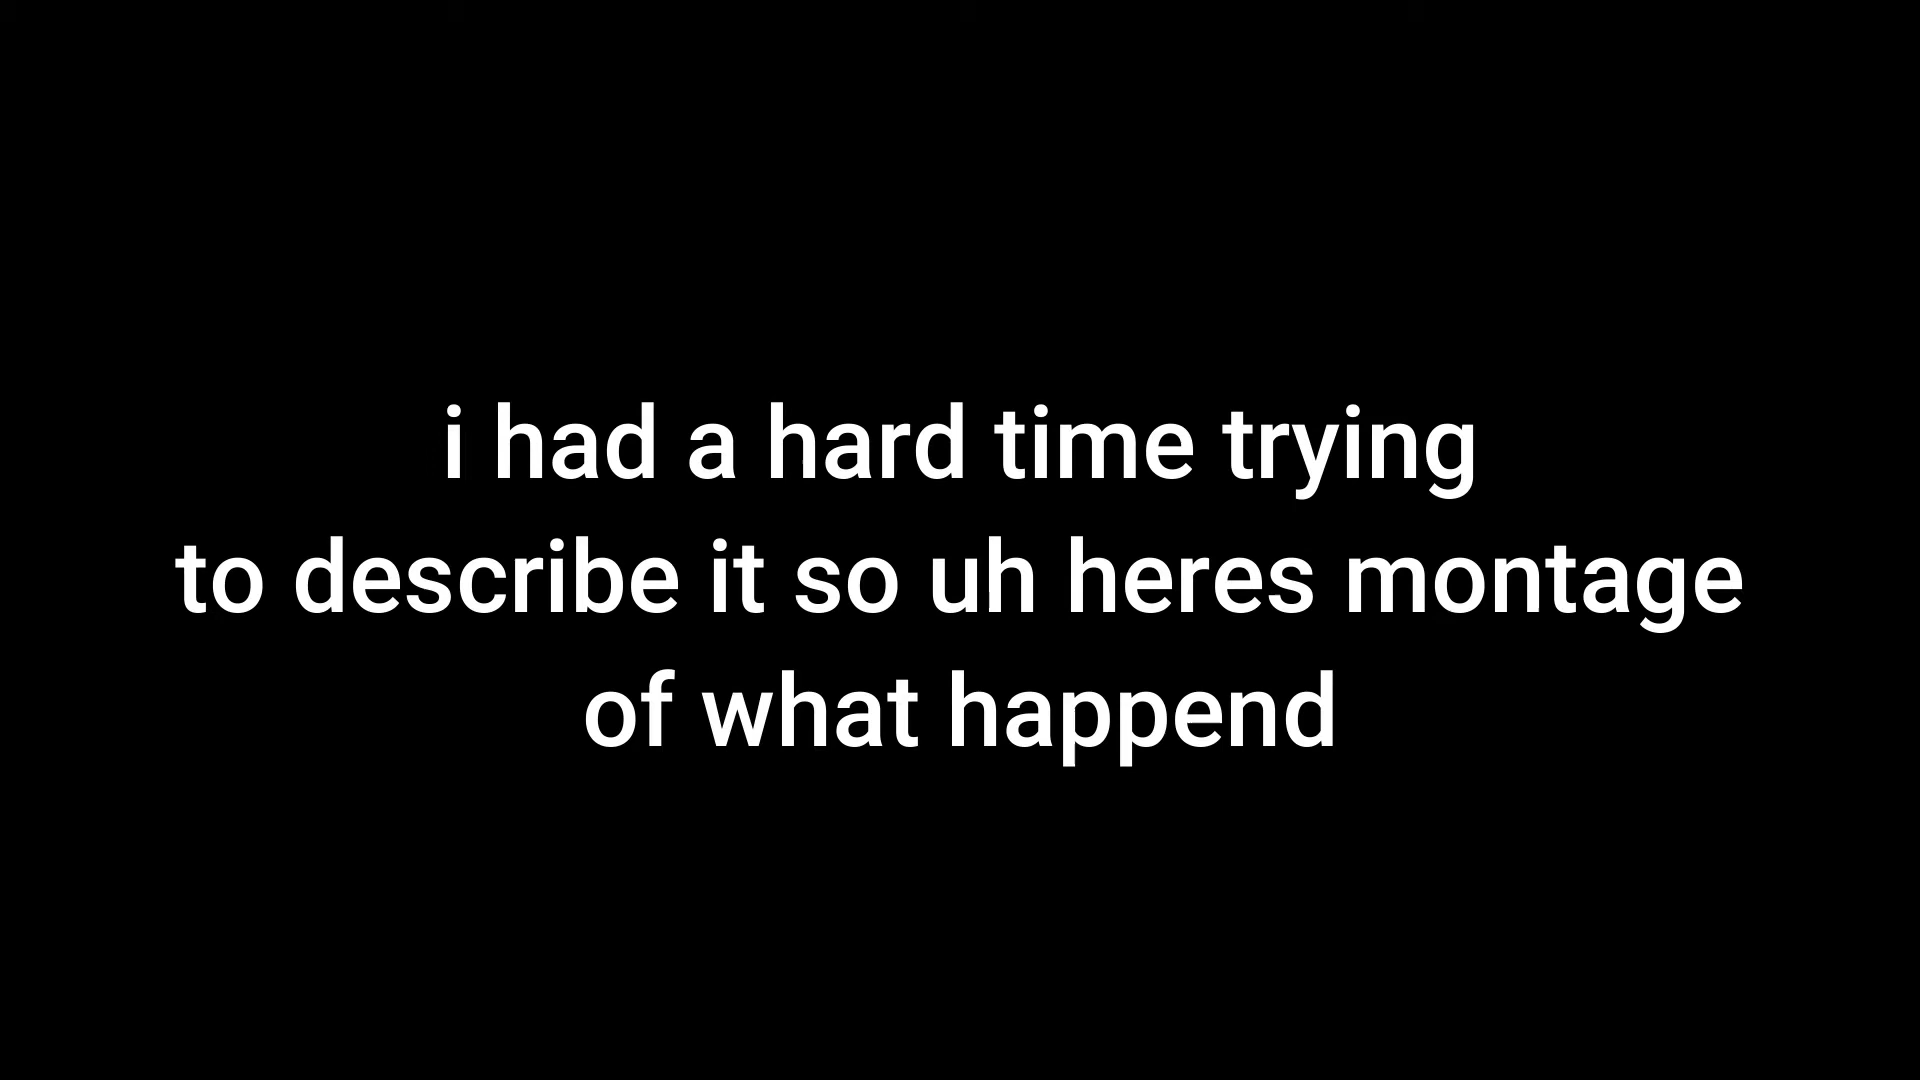 i had a hard time trying
to describe it so uh heres montage
of what happend